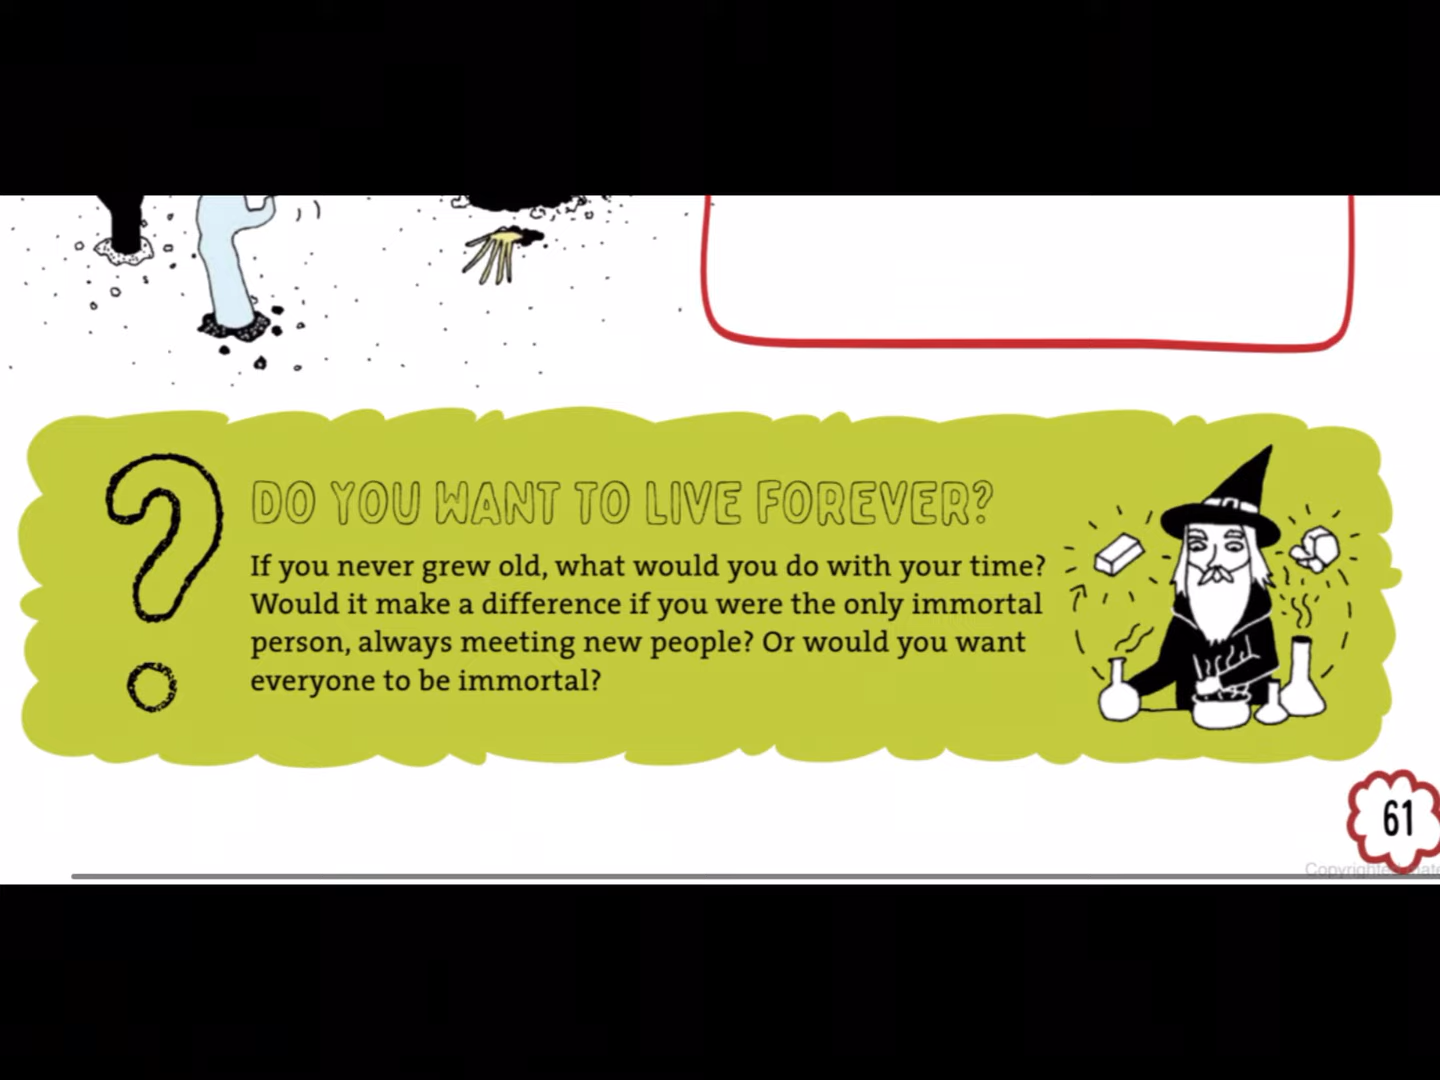 DO YOU WANT TO LIVE FOREVER?
If you never grew old, what would you do with your time?
Would it make a difference if you were the only immortal
person, always meeting new people? Or would you want
everyone to be immortal?
61
Copyrighted